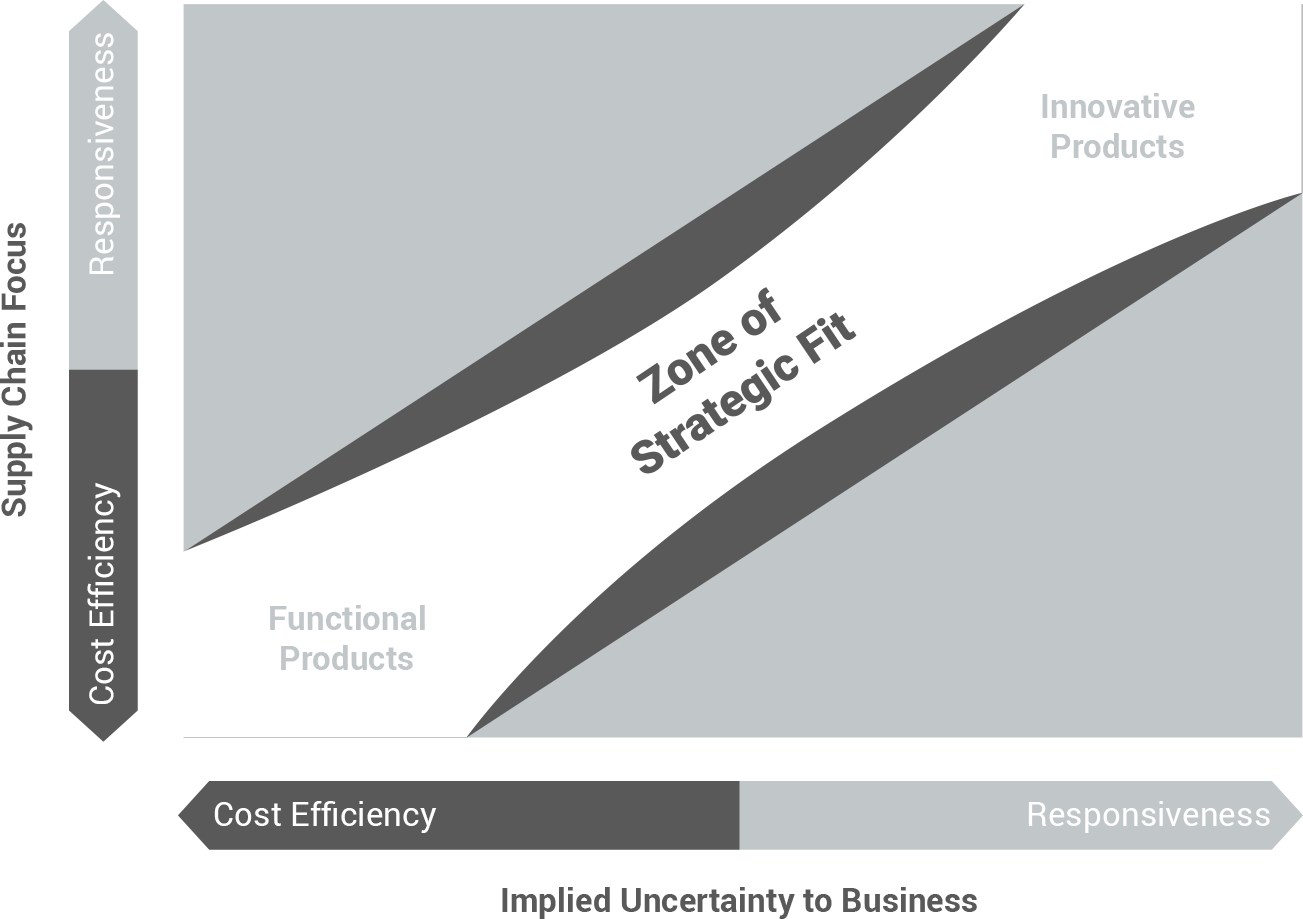 Supply Chain Focus
Responsiveness
Cost Efficiency
Innovative
Products
Zone of
Strategic Fit
Functional
Products
Cost Efficiency
Responsiveness
Implied Uncertainty to Business